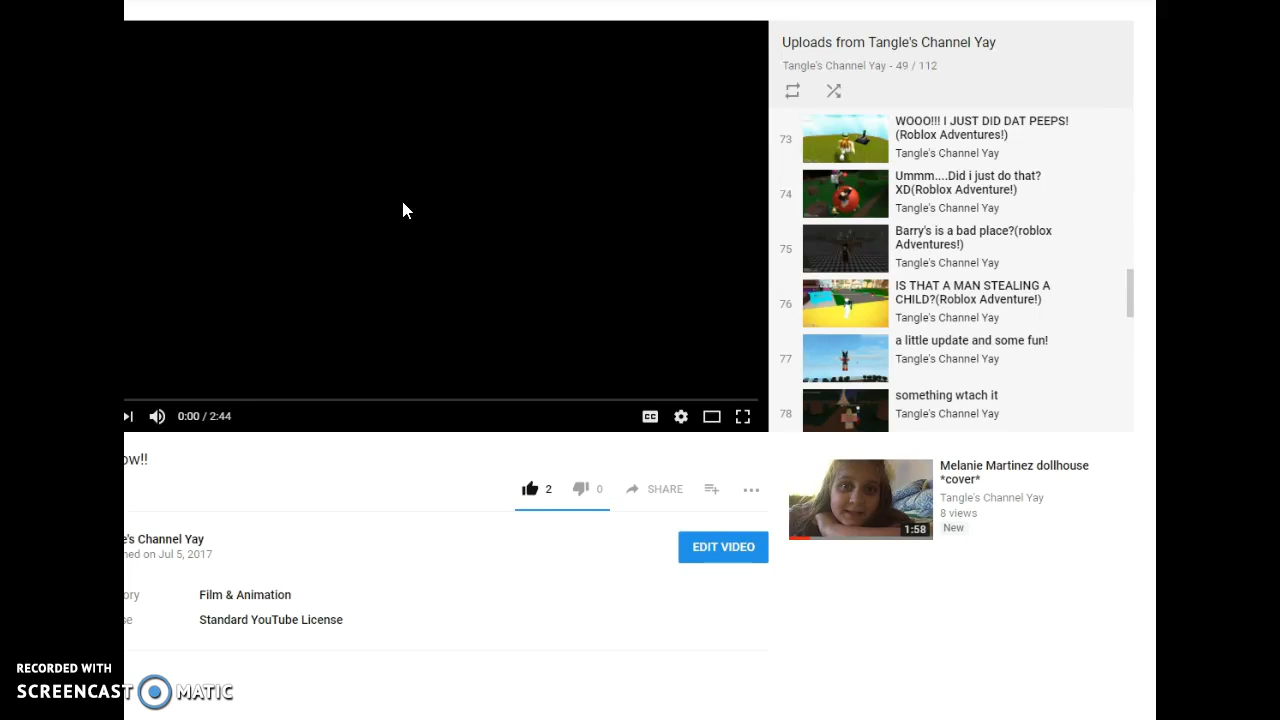 Uploads from Tangle's Channel Yay
Tangle's Channel Yay - 49 / 112
73
WOOO!!! I JUST DID DAT PEEPS!
(Roblox Adventures!)
Tangle's Channel Yay
74
Ummm....Did i just do that?
XD(Roblox Adventure!)
Tangle's Channel Yay
75
Barry's is a bad place?(roblox
Adventures!)
Tangle's Channel Yay
76
IS THAT A MAN STEALING A
CHILD?(Roblox Adventure!)
Tangle's Channel Yay
77
a little update and some fun!
Tangle's Channel Yay
78
something wtach it
Tangle's Channel Yay
0:00 / 2:44
CC
ow!!
2
0
SHARE
e's Channel Yay
ned on Jul 5, 2017
EDIT VIDEO
ory
Film & Animation
se
Standard YouTube License
Melanie Martinez dollhouse
*cover*
Tangle's Channel Yay
8 views
New
1:58
RECORDED WITH
SCREENCAST MATIC